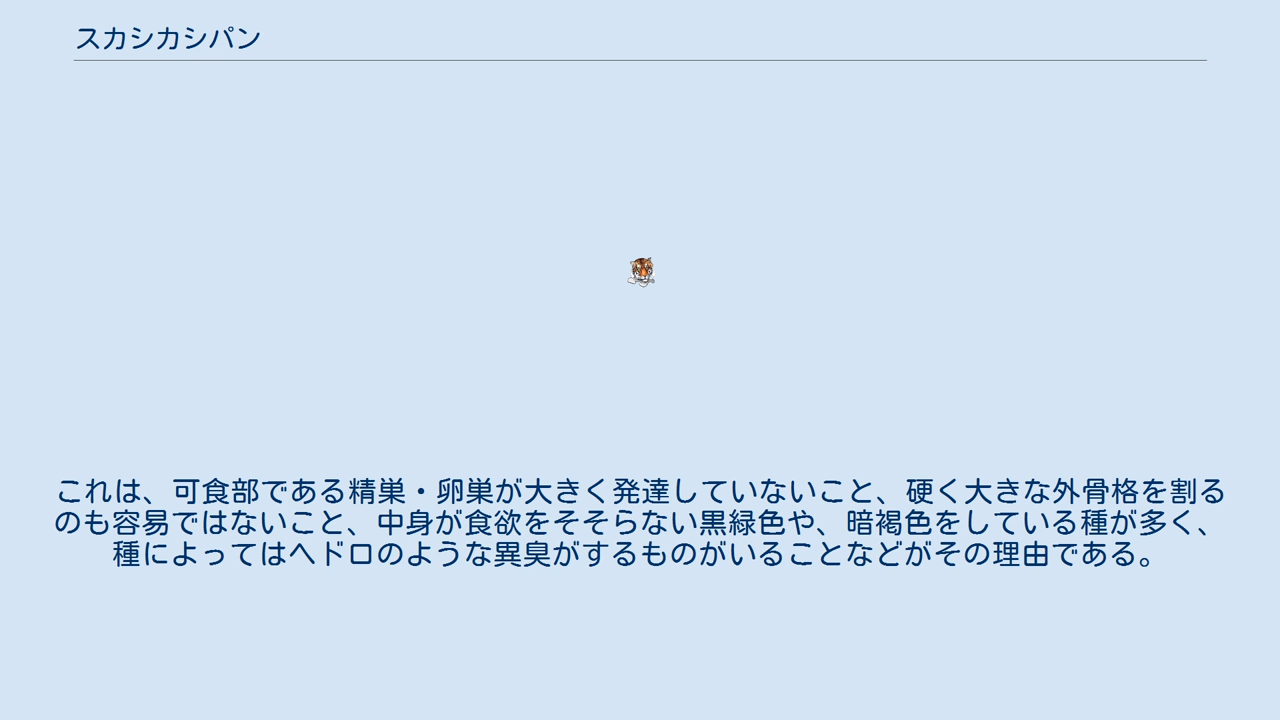 スカシカシパン
これは、可食部である精巣・卵巣が大きく発達していないこと、硬く大きな外骨格を割る
のも容易ではないこと、中身が食欲をそそらない黒緑色や、暗褐色をしている種が多く、
種によってはヘドロのような異臭がするものがいることなどがその理由である。